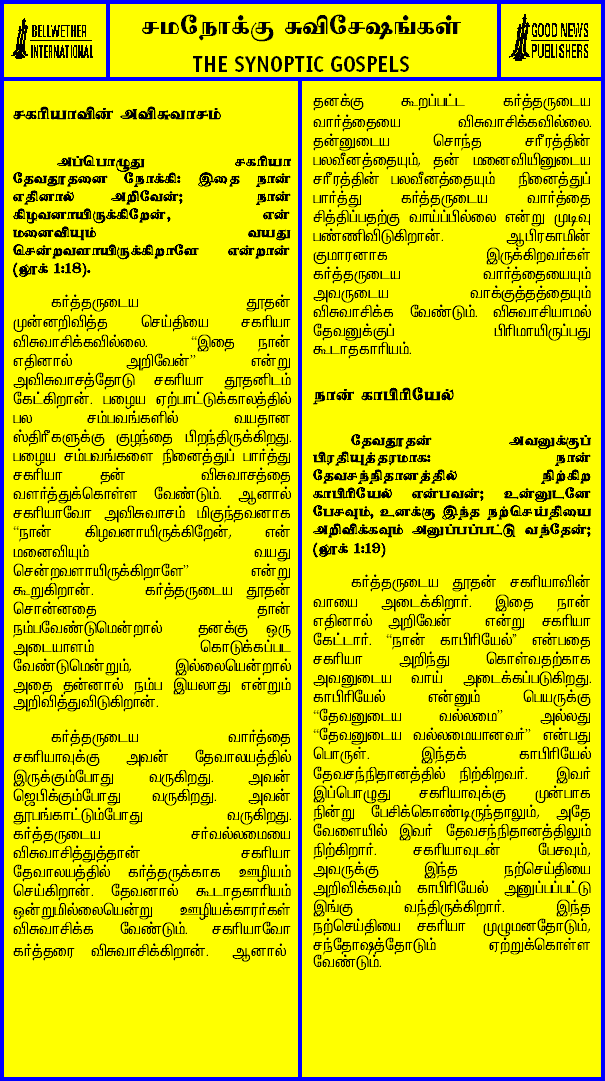 BELLWETHER
INTERNATIONAL
சமநோக்கு சுவிசேஷங்கள்
THE SYNOPTIC GOSPELS
GOOD NEWS
PUBLISHERS
சகரியாவின் அவிசுவாசம்
அப்பொழுது சகரியா
தேவதூதனை நோக்கி: இதை நான்
எதினால் அறிவேன்; நான்
கிழவனாயிருக்கிறேன், என்
மனைவியும் வயது
சென்றவளாயிருக்கிறாளே என்றான்
(லூக் 1:18).
கர்த்தருடைய தூதன்
முன்னறிவித்த செய்தியை சகரியா
விசுவாசிக்கவில்லை. “இதை நான்
எதினால் அறிவேன்” என்று
அவிசுவாசத்தோடு சகரியா தூதனிடம்
கேட்கிறான். பழைய ஏற்பாட்டுக்காலத்தில்
பல சம்பவங்களில் வயதான
ஸ்திரீகளுக்கு குழந்தை பிறந்திருக்கிறது.
பழைய சம்பவங்களை நினைத்துப் பார்த்து
சகரியா தன் விசுவாசத்தை
வளர்த்துக்கொள்ள வேண்டும். ஆனால்
சகரியாவோ அவிசுவாசம் மிகுந்தவனாக
“நான் கிழவனாயிருக்கிறேன், என்
மனைவியும் வயது
சென்றவளாயிருக்கிறாளே” என்று
கூறுகிறான். கர்த்தருடைய தூதன்
சொன்னதை தான்
நம்பவேண்டுமென்றால் தனக்கு ஒரு
அடையாளம் கொடுக்கப்பட
வேண்டுமென்றும், இல்லையென்றால்
அதை தன்னால் நம்ப இயலாது என்றும்
அறிவித்துவிடுகிறான்.
கர்த்தருடைய வார்த்தை
சகரியாவுக்கு அவன் தேவாலயத்தில்
இருக்கும்போது வருகிறது. அவன்
ஜெபிக்கும்போது வருகிறது. அவன்
தூபங்காட்டும்போது வருகிறது.
கர்த்தருடைய சர்வல்லமையை
விசுவாசித்துத்தான் சகரியா
தேவாலயத்தில் கர்த்தருக்காக ஊழியம்
செய்கிறான். தேவனால் கூடாதகாரியம்
ஒன்றுமில்லையென்று ஊழியக்காரர்கள்
விசுவாசிக்க வேண்டும். சகரியாவோ
கர்த்தரை விசுவாசிக்கிறான். ஆனால்
தனக்கு கூறப்பட்ட கர்த்தருடைய
வார்த்தையை விசுவாசிக்கவில்லை.
தன்னுடைய சொந்த சரீரத்தின்
பலவீனத்தையும், தன் மனைவியினுடைய
சரீரத்தின் பலவீனத்தையும் நினைத்துப்
பார்த்து கர்த்தருடைய வார்த்தை
சித்திப்பதற்கு வாய்ப்பில்லை என்று முடிவு
பண்ணிவிடுகிறான். ஆபிரகாமின்
குமாரனாக இருக்கிறவர்கள்
கர்த்தருடைய வார்த்தையையும்
அவருடைய வாக்குத்தத்தையும்
விசுவாசிக்க வேண்டும். விசுவாசியாமல்
தேவனுக்குப் பிரிமாயிருப்பது
கூடாதகாரியம்.
நான் காபிரியேல்
தேவதூதன் அவனுக்குப்
பிரதியுத்தரமாக: நான்
தேவசந்நிதானத்தில் நிற்கிற
காபிரியேல் என்பவன்; உன்னுடனே
பேசவும், உனக்கு இந்த நற்செய்தியை
அறிவிக்கவும் அனுப்பப்பட்டு வந்தேன்;
(லூக் 1:19)
கர்த்தருடைய தூதன் சகரியாவின்
வாயை அடைக்கிறார். இதை நான்
எதினால் அறிவேன் என்று சகரியா
கேட்டார். “நான் காபிரியேல்” என்பதை
சகரியா அறிந்து கொள்வதற்காக
அவனுடைய வாய் அடைக்கப்படுகிறது.
காபிரியேல் என்னும் பெயருக்கு
“தேவனுடைய வல்லமை” அல்லது
“தேவனுடைய வல்லமையானவர்” என்பது
பொருள். இந்தக் காபிரியேல்
தேவசந்நிதானத்தில் நிற்கிறவர். இவர்
இப்பொழுது சகரியாவுக்கு முன்பாக
நின்று பேசிக்கொண்டிருந்தாலும், அதே
வேளையில் இவர் தேவசந்நிதானத்திலும்
நிற்கிறார். சகரியாவுடன் பேசவும்,
அவருக்கு இந்த நற்செய்தியை
அறிவிக்கவும் காபிரியேல் அனுப்பப்பட்டு
இங்கு வந்திருக்கிறார். இந்த
நற்செய்தியை சகரியா முழுமனதோடும்,
சந்தோஷத்தோடும் ஏற்றுக்கொள்ள
வேண்டும்.